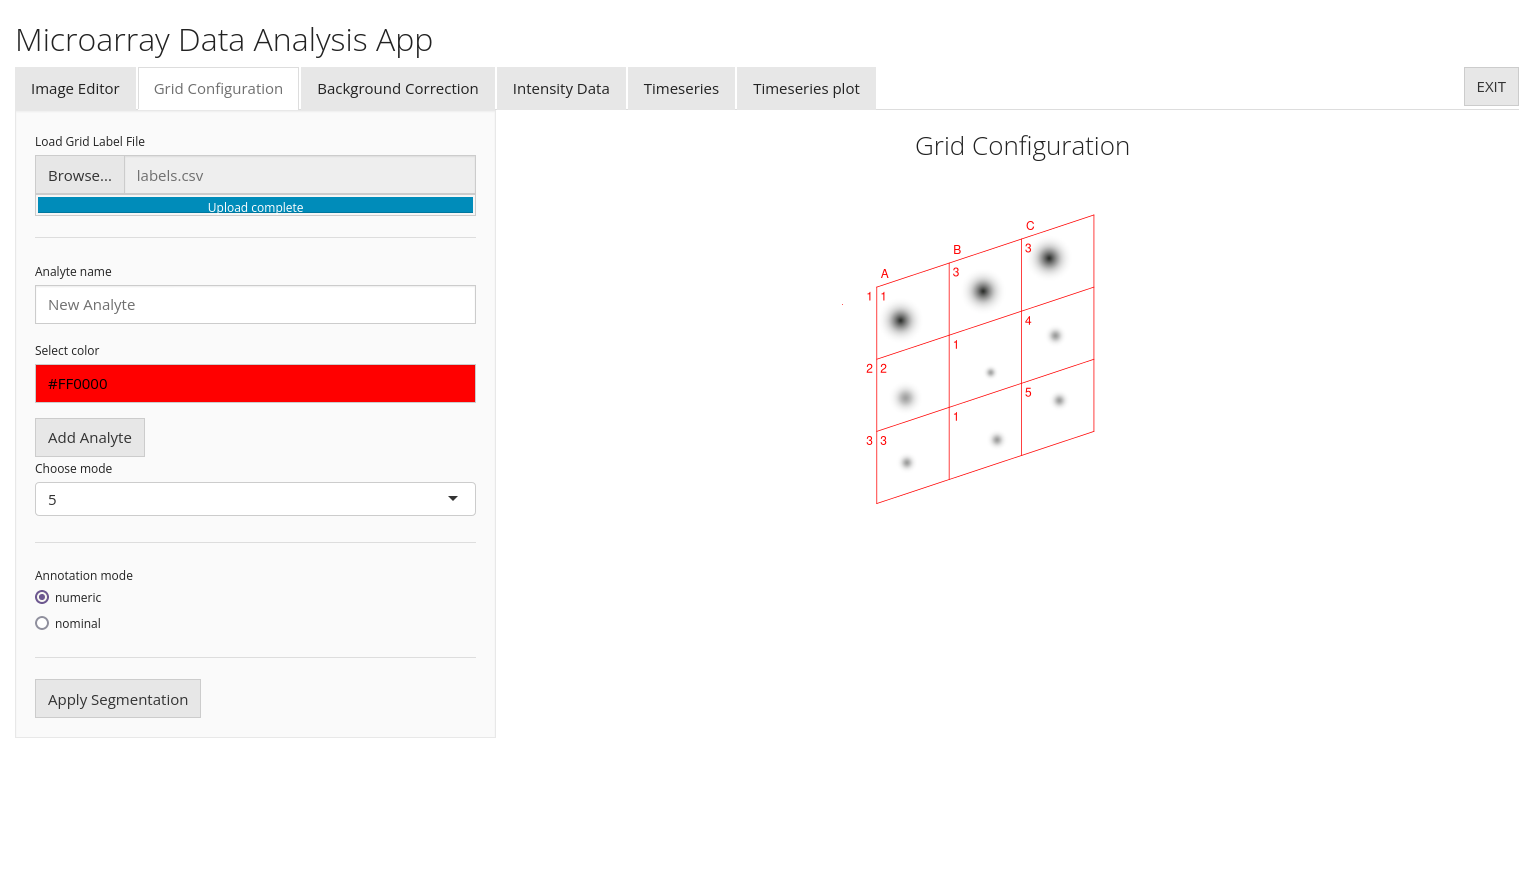 Microarray Data Analysis App
Image Editor
Grid Configuration
Background Correction
Intensity Data
Timeseries
Timeseries plot
EXIT
Load Grid Label File
Browse...
labels.csv
Upload complete
Analyte name
New Analyte
Select color
#FF0000
Add Analyte
Choose mode
5
Annotation mode
numeric
nominal
Apply Segmentation
Grid Configuration
A
B
C
1 1
3
3
2 2
1
4
3 3
1
5